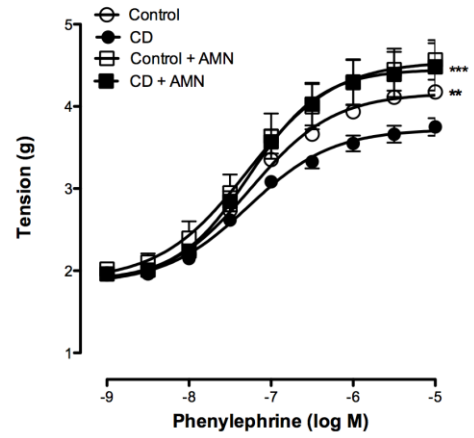 Control
CD
Control + AMN
CD + AMN
5
4
3
2
1
Tension (g)
***
**
-9 -8 -7 -6 -5
Phenylephrine (log M)